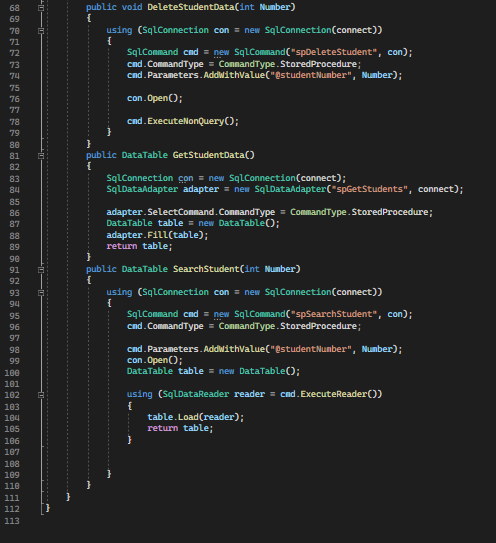 68 public void DeleteStudentData(int Number)
69 {
70 using (SqlConnection con = new SqlConnection(connect))
71 {
72 SqlCommand cmd = new SqlCommand("spDeleteStudent", con);
73 cmd.CommandType = CommandType.StoredProcedure;
74 cmd.Parameters.AddWithValue("@studentNumber", Number);
75
76 con.Open();
77
78 cmd.ExecuteNonQuery();
79 }
80 }
81 public DataTable GetStudentData()
82 {
83 SqlConnection con = new SqlConnection(connect);
84 SqlDataAdapter adapter = new SqlDataAdapter("spGetStudents", connect);
85
86 adapter.SelectCommand.CommandType = CommandType.StoredProcedure;
87 DataTable table = new DataTable();
88 adapter.Fill(table);
89 return table;
90 }
91 public DataTable SearchStudent(int Number)
92 {
93 using (SqlConnection con = new SqlConnection(connect))
94 {
95 SqlCommand cmd = new SqlCommand("spSearchStudent", con);
96 cmd.CommandType = CommandType.StoredProcedure;
97
98 cmd.Parameters.AddWithValue("@studentNumber", Number);
99 con.Open();
100 DataTable table = new DataTable();
101
102 using (SqlDataReader reader = cmd.ExecuteReader())
103 {
104 table.Load(reader);
105 return table;
106 }
107
108
109 }
110 }
111 }
112 }
113